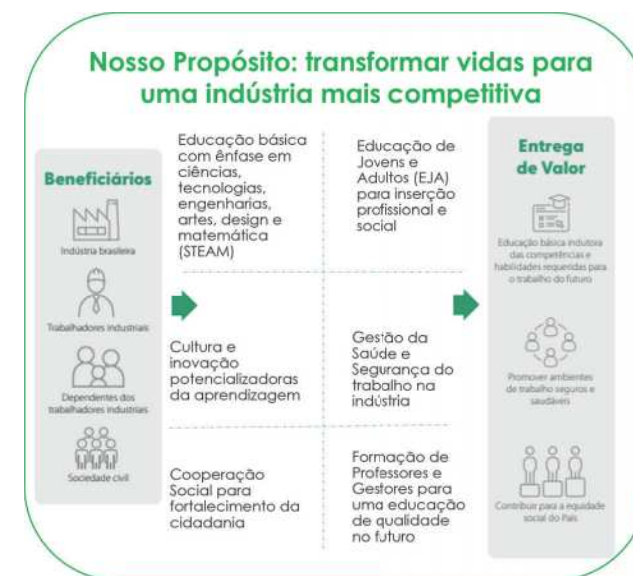 Nosso Propósito: transformar vidas para
uma indústria mais competitiva
Beneficiários
Indústria brasileira
Trabalhadores industriais
Dependentes dos
trabalhadores industriais
Sociedade civil
Educação básica
com ênfase em
ciências,
tecnologias,
engenharias,
artes, design e
matemática
(STEAM)
Educação de
Jovens e
Adultos (EJA)
para inserção
profissional e
social
Cultura e
inovação
potencializadoras
da aprendizagem
Gestão da
Saúde e
Segurança do
trabalho na
indústria
Cooperação
Social para
fortalecimento da
cidadania
Formação de
Professores e
Gestores para
uma educação
de qualidade
no futuro
Entrega
de Valor
Educação básica indutora
das competências e
habilidades requeridas para
o trabalho do futuro
Promover ambientes
de trabalho seguros e
saudáveis
Contribuir para a equidade
social do País